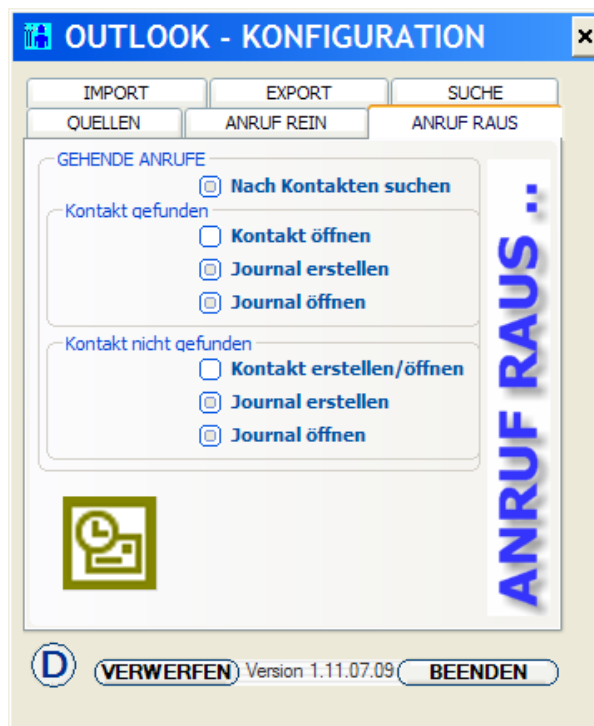 OUTLOOK - KONFIGURATION
IMPORT EXPORT SUCHE
QUELLEN ANRUF REIN ANRUF RAUS
GEHENDE ANRUFE
Nach Kontakten suchen
Kontakt gefunden
Kontakt öffnen
Journal erstellen
Journal öffnen
Kontakt nicht gefunden
Kontakt erstellen/öffnen
Journal erstellen
Journal öffnen
ANRUF RAUS ..
D VERWERFEN Version 1.11.07.09 BEENDEN